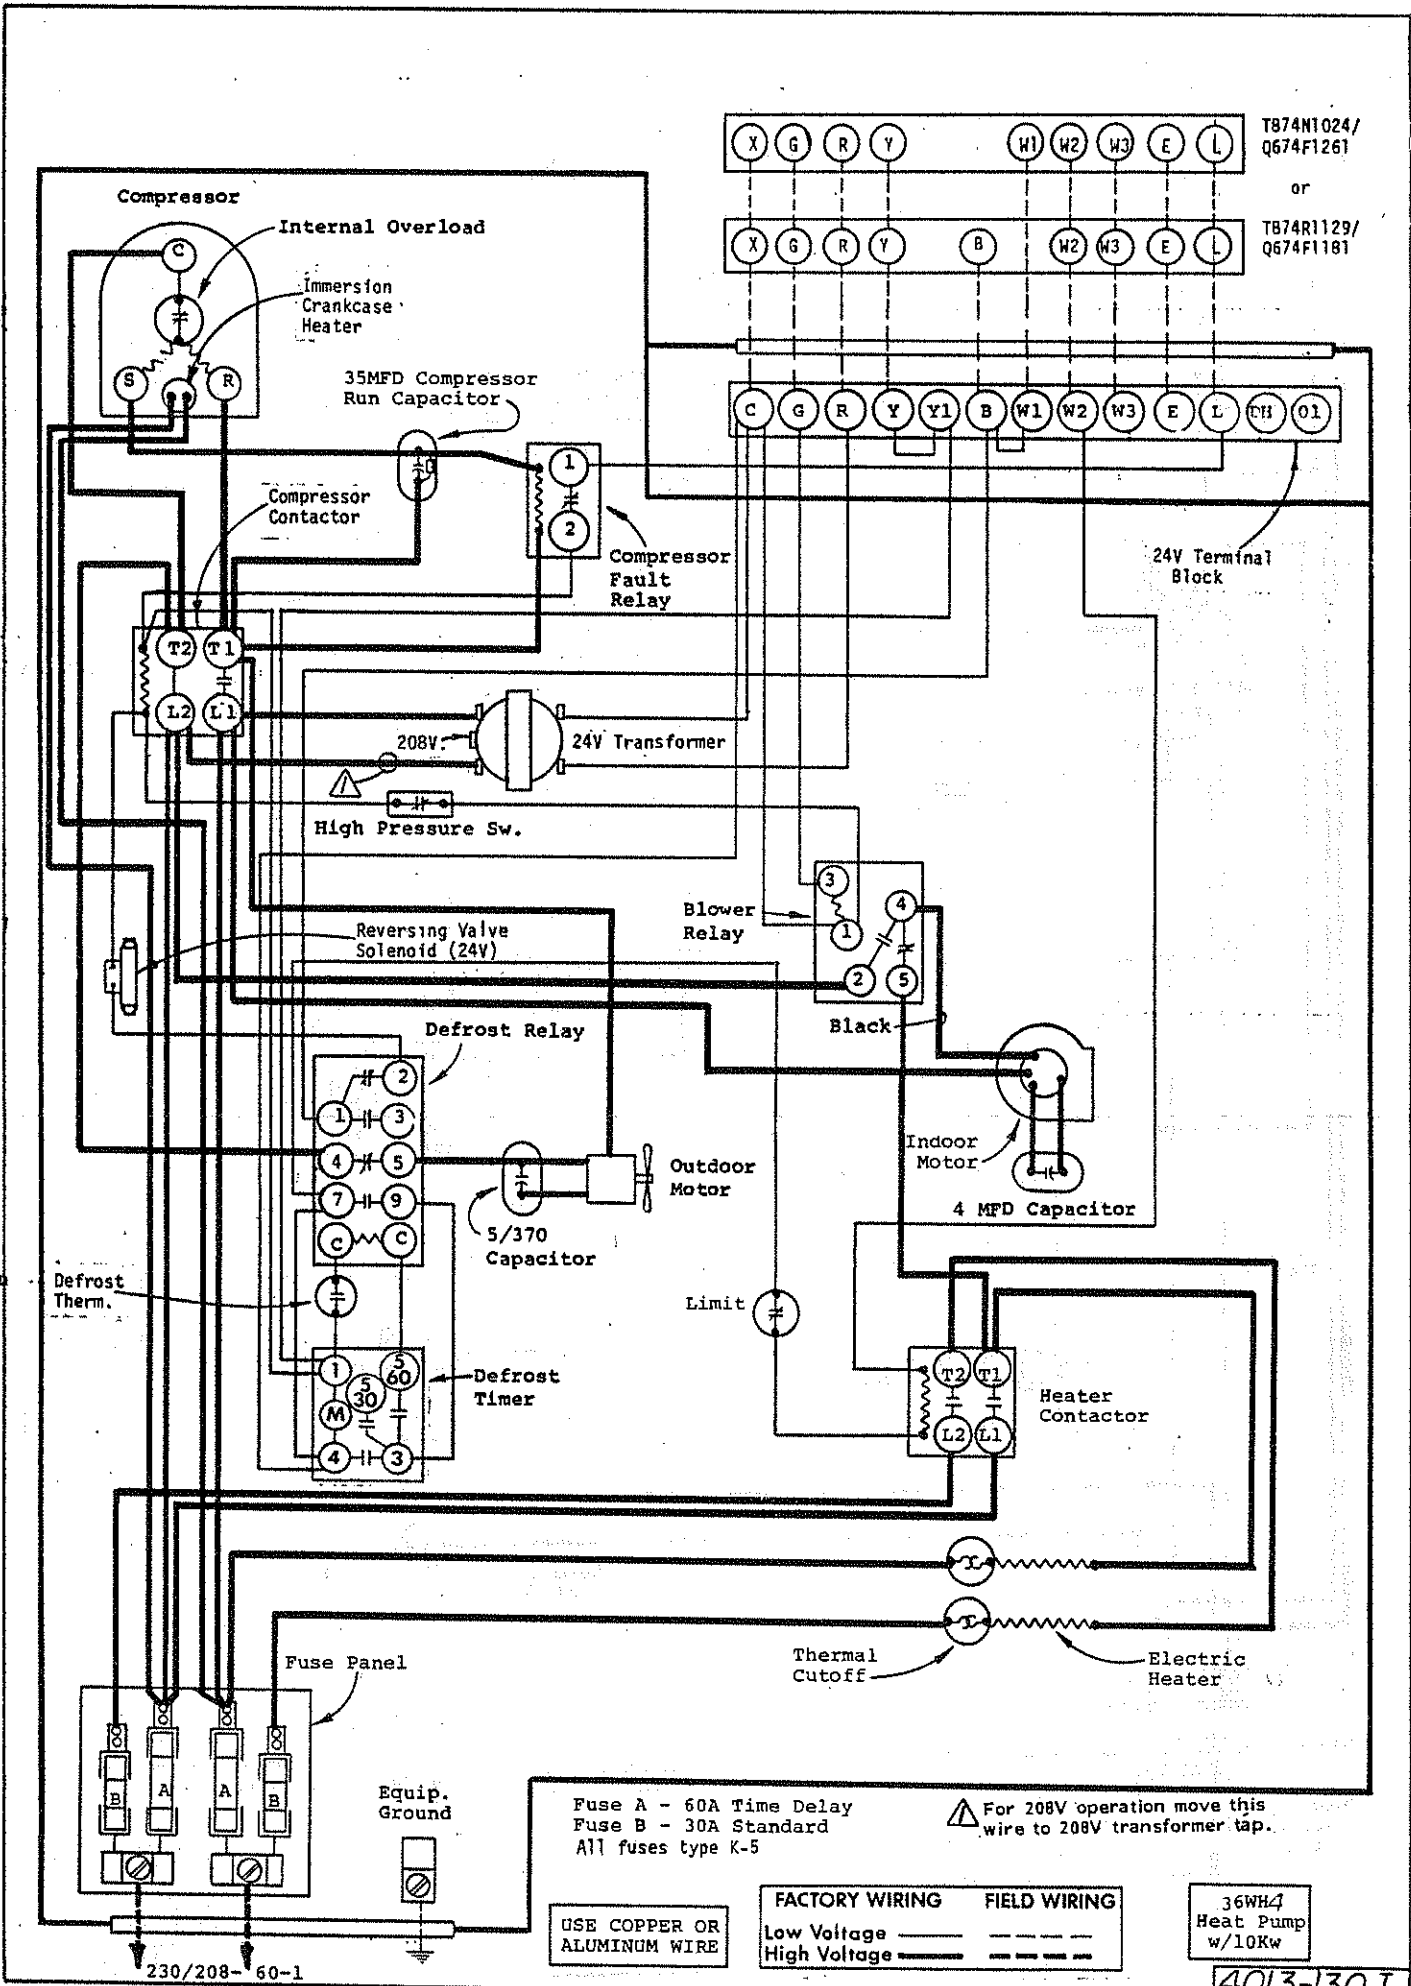 X G R Y W1 W2 W3 E L
T874N1024/
Q674F1261
or
X G R Y B W2 W3 E L
T874R1129/
Q674F1181
Compressor
Internal Overload
C
Immersion
Crankcase
Heater
S R
35MFD Compressor
Run Capacitor
C G R Y Y1 B W1 W2 W3 E L DH O1
1
2
Compressor
Contactor
Compressor
Fault
Relay
24V Terminal
Block
T2 T1
L2 L1
208V.
24V Transformer
1
High Pressure Sw.
3
4
1
2
5
Blower
Relay
Reversing Valve
Solenoid (24V)
Black
Defrost Relay
2
1 3
4 5
7 9
C C
Outdoor
Motor
Indoor
Motor
4 MFD Capacitor
5/370
Capacitor
Defrost
Therm.
Limit
1
5
60
5
30
M
4 3
Defrost
Timer
T2 T1
L2 L1
Heater
Contactor
Thermal
Cutoff
Electric
Heater
Fuse Panel
B A A B
Equip.
Ground
Fuse A - 60A Time Delay
Fuse B - 30A Standard
All fuses type K-5
1 For 208V operation move this
wire to 208V transformer tap.
USE COPPER OR
ALUMINUM WIRE
FACTORY WIRING FIELD WIRING
Low Voltage
High Voltage
36WH4
Heat Pump
w/10Kw
230/208- 60-1
4013-130 I